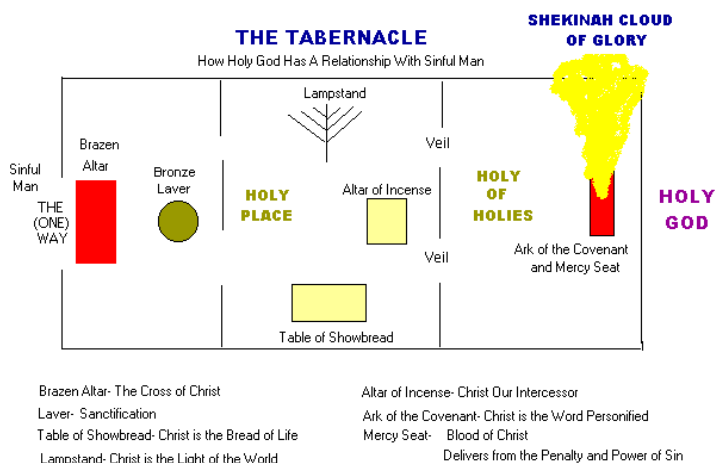 SHEKINAH CLOUD
OF GLORY
THE TABERNACLE
How Holy God Has A Relationship With Sinful Man
Lampstand
Brazen
Altar
Veil
Sinful
Man
Bronze
Laver
THE
(ONE)
WAY
HOLY
PLACE
Altar of Incense
HOLY
OF
HOLIES
HOLY
GOD
Veil
Ark of the Covenant
and Mercy Seat
Table of Showbread
Brazen Altar- The Cross of Christ
Laver- Sanctification
Table of Showbread- Christ is the Bread of Life
Lampstand- Christ is the Light of the World
Altar of Incense- Christ Our Intercessor
Ark of the Covenant- Christ is the Word Personified
Mercy Seat- Blood of Christ
Delivers from the Penalty and Power of Sin